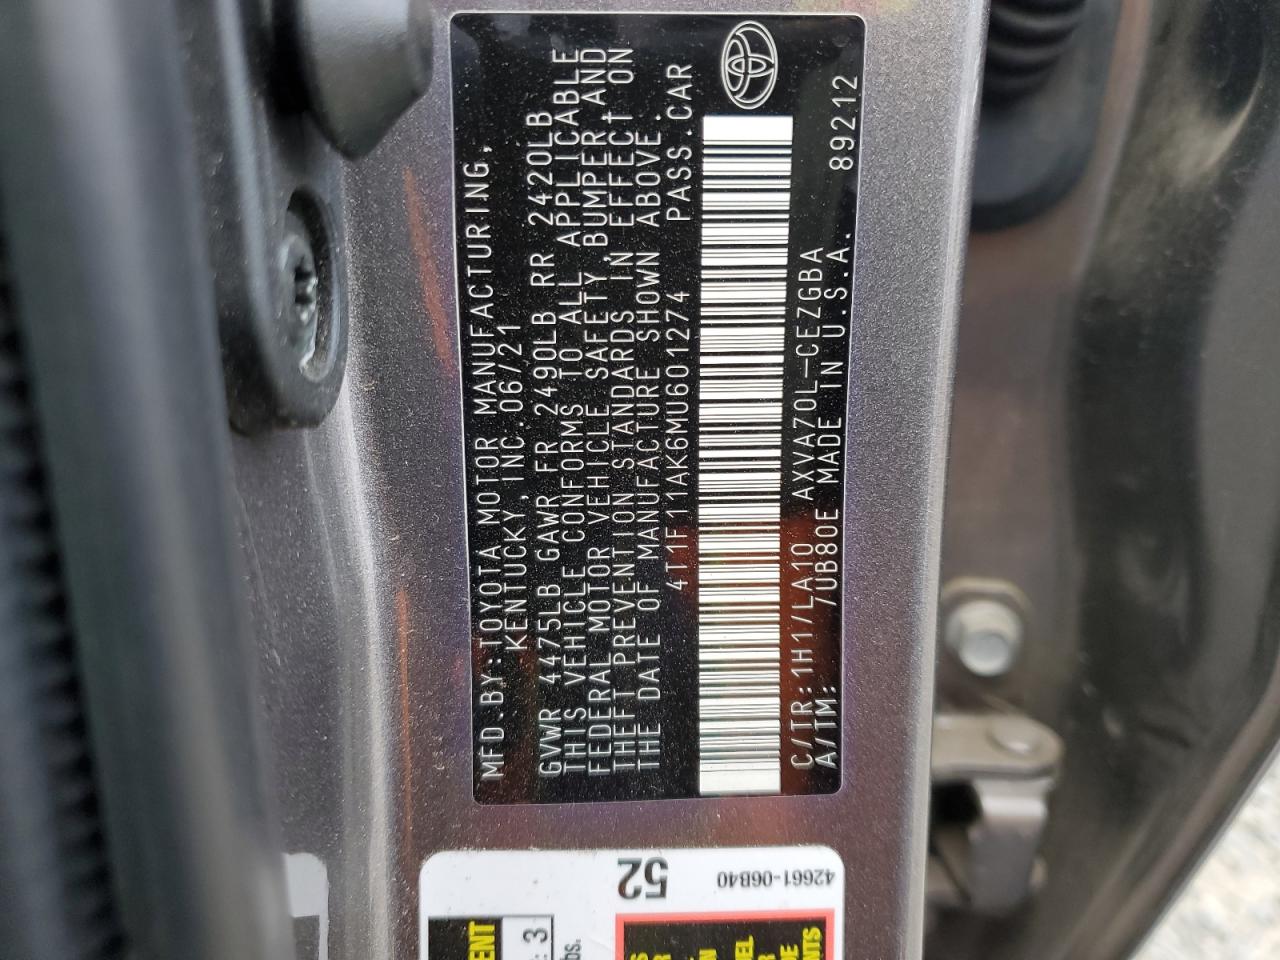 MFD.BY:TOYOTA MOTOR MANUFACTURING,
KENTUCKY, INC.06/21
GVWR 4475LB GAWR FR 2490LB RR 2420LB
THIS VEHICLE CONFORMS TO ALL APPLICABLE
FEDERAL MOTOR VEHICLE SAFETY,BUMPER,AND
THEFT PREVENTION STANDARDS IN EFFECT ON
THE DATE OF MANUFACTURE SHOWN ABOVE.
4T1F11AK6MU601274 PASS.CAR
C/TR:1H1/LA10 AXVA70L-CEZGBA
A/TM: /UB80E MADE IN U.S.A. 89212
52
42661-06B40
: 3